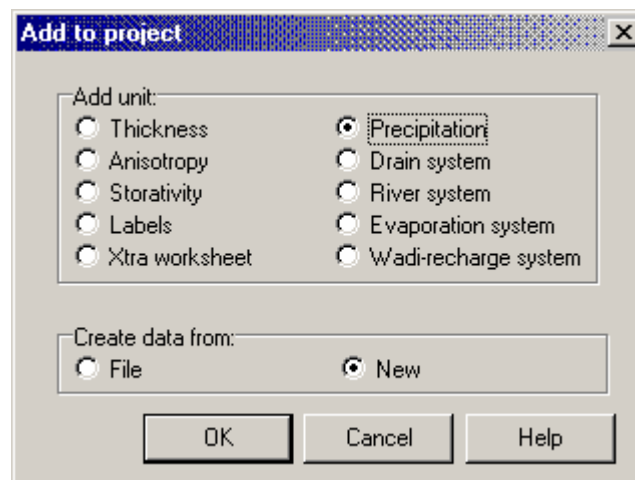 Add to project
Add unit:
Thickness
Precipitation
Anisotropy
Drain system
Storativity
River system
Labels
Evaporation system
Xtra worksheet
Wadi-recharge system
Create data from:
File
New
OK
Cancel
Help